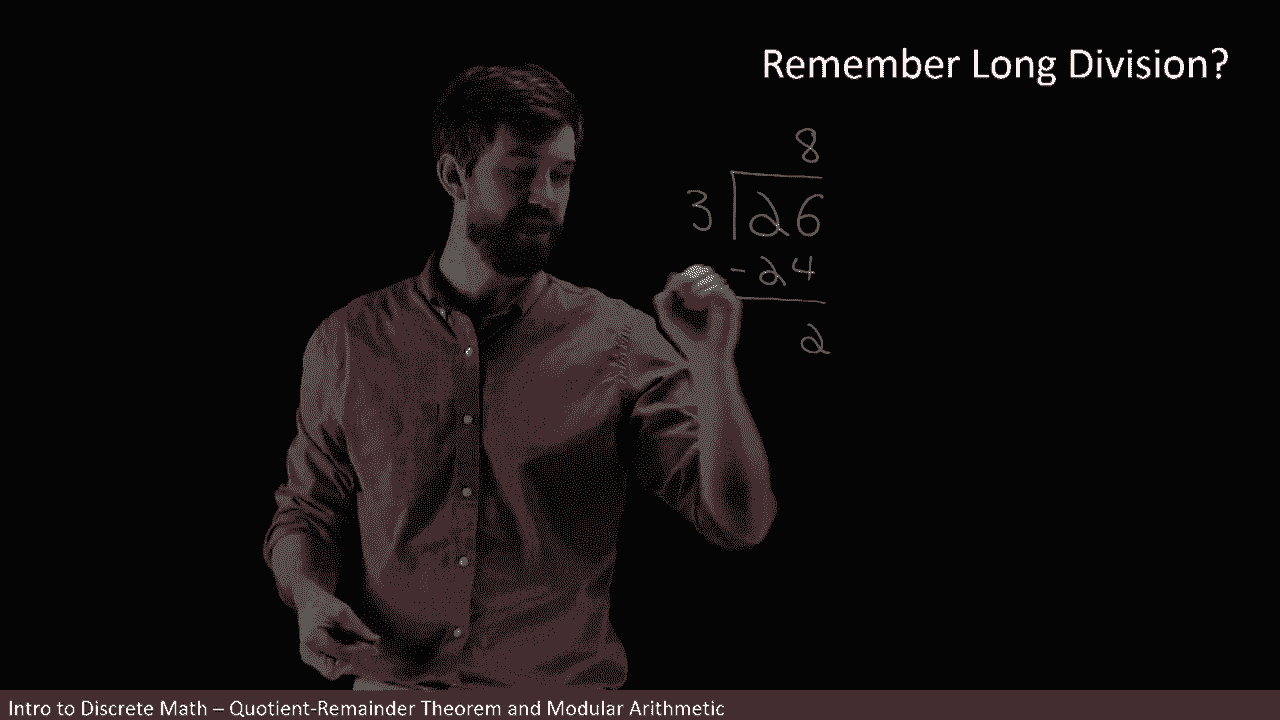 Remember Long Division?
8
3 26
-24
2
Intro to Discrete Math – Quotient-Remainder Theorem and Modular Arithmetic